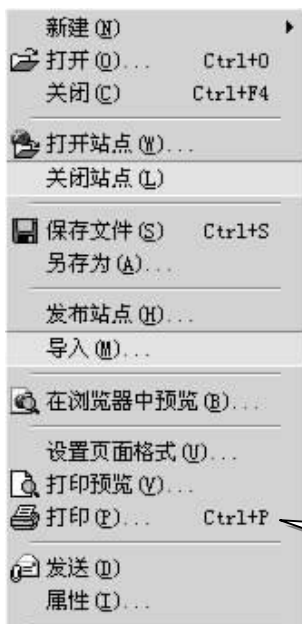 新建(N)
打开(O)... Ctrl+O
关闭(C) Ctrl+F4
打开站点(W)...
关闭站点(L)
保存文件(S) Ctrl+S
另存为(A)...
发布站点(H)...
导入(M)...
在浏览器中预览(B)...
设置页面格式(U)...
打印预览(V)...
打印(P)... Ctrl+P
发送(D)
属性(I)...